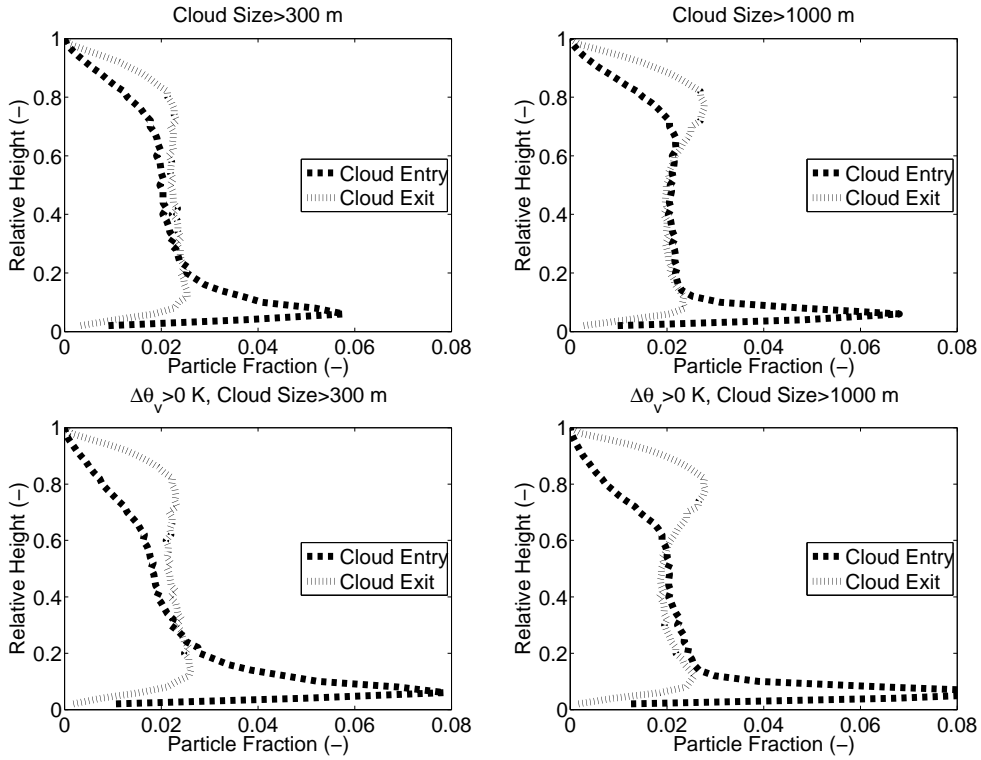 Cloud Size>300 m
1
0.8
0.6
0.4
0.2
0
0
0.02
0.04
0.06
0.08
Relative Height (−)
Particle Fraction (−)
Cloud Entry
Cloud Exit
Cloud Size>1000 m
1
0.8
0.6
0.4
0.2
0
0
0.02
0.04
0.06
0.08
Relative Height (−)
Particle Fraction (−)
Cloud Entry
Cloud Exit
Δθv>0 K, Cloud Size>300 m
1
0.8
0.6
0.4
0.2
0
0
0.02
0.04
0.06
0.08
Relative Height (−)
Particle Fraction (−)
Cloud Entry
Cloud Exit
Δθv>0 K, Cloud Size>1000 m
1
0.8
0.6
0.4
0.2
0
0
0.02
0.04
0.06
0.08
Relative Height (−)
Particle Fraction (−)
Cloud Entry
Cloud Exit